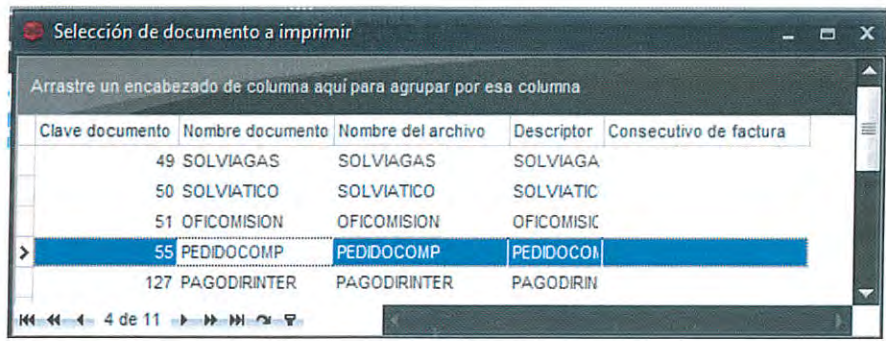 Selección de documento a imprimir
Arrastre un encabezado de columna aquí para agrupar por esa columna
Clave documento Nombre documento Nombre del archivo Descriptor Consecutivo de factura
49 SOLVIAGAS SOLVIAGAS SOLVIAGA
50 SOLVIATICO SOLVIATICO SOLVIATIC
51 OFICOMISION OFICOMISION OFICOMISIC
55 PEDIDOCOMP PEDIDOCOMP PEDIDOCOM
127 PAGODIRINTER PAGODIRINTER PAGODIRIN
4 de 11